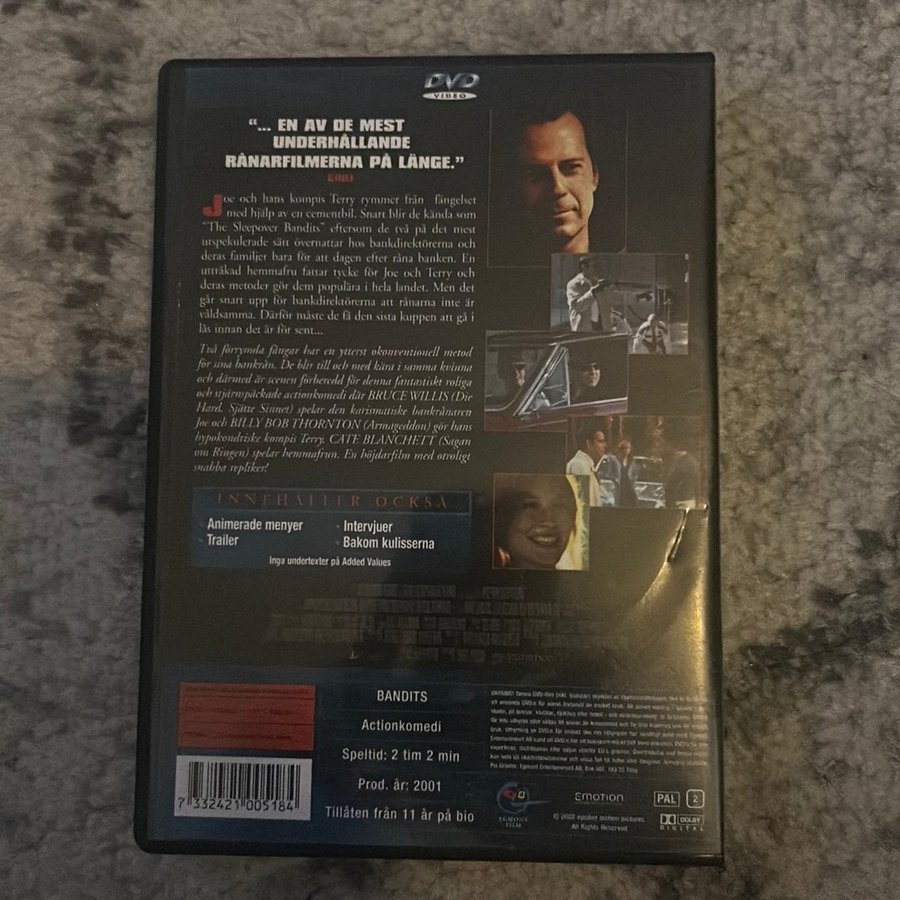 DVD
VIDEO
"... EN AV DE MEST
UNDERHÅLLANDE
RÅNARFILMERNA PÅ LÄNGE."
Joe och hans kompis Terry rymmer från fängelset
med hjälp av en cementbil. Snart blir de kända som
"The Sleepover Bandits" eftersom de två på det mest
utspekulerade sätt övernattar hos bankdirektörerna och
deras familjer bara för att dagen efter råna banken. En
uttråkad hemmafru fattar tycke för Joe och Terry och
deras metoder gör dem populära i hela landet. Men det
går snart upp för bankdirektörerna att rånarna inte är
våldsamma. Därför måste de få den sista kuppen att gå i
lås innan det är för sent...
Två förrymda fångar har en ytterst okonventionell metod
för sina bankrån. De blir till och med kära i samma kvinna
och därmed är scenen förberedd för denna fantastiskt roliga
och stjärnspäckade actionkomedi där BRUCE WILLIS (Die
Hard, Sjätte Sinnet) spelar den karismatiske bankrånaren
Joe och BILLY BOB THORNTON (Armageddon) gör hans
hypokondriske kompis Terry. CATE BLANCHETT (Sagan
om Ringen) spelar hemmafrun. En höjdarfilm med otroligt
snabba repliker!
INNEHÅLLER OCKSÅ
Animerade menyer
Trailer
Intervjuer
Bakom kulisserna
Inga undertexter på Added Values
BANDITS
Actionkomedi
Speltid: 2 tim 2 min
Prod. år: 2001
Tillåten från 11 år på bio
7 332421 005184
EGMONT
FILM
EMOTION
All Rights Reserved
PAL 2
DOLBY
DIGITAL